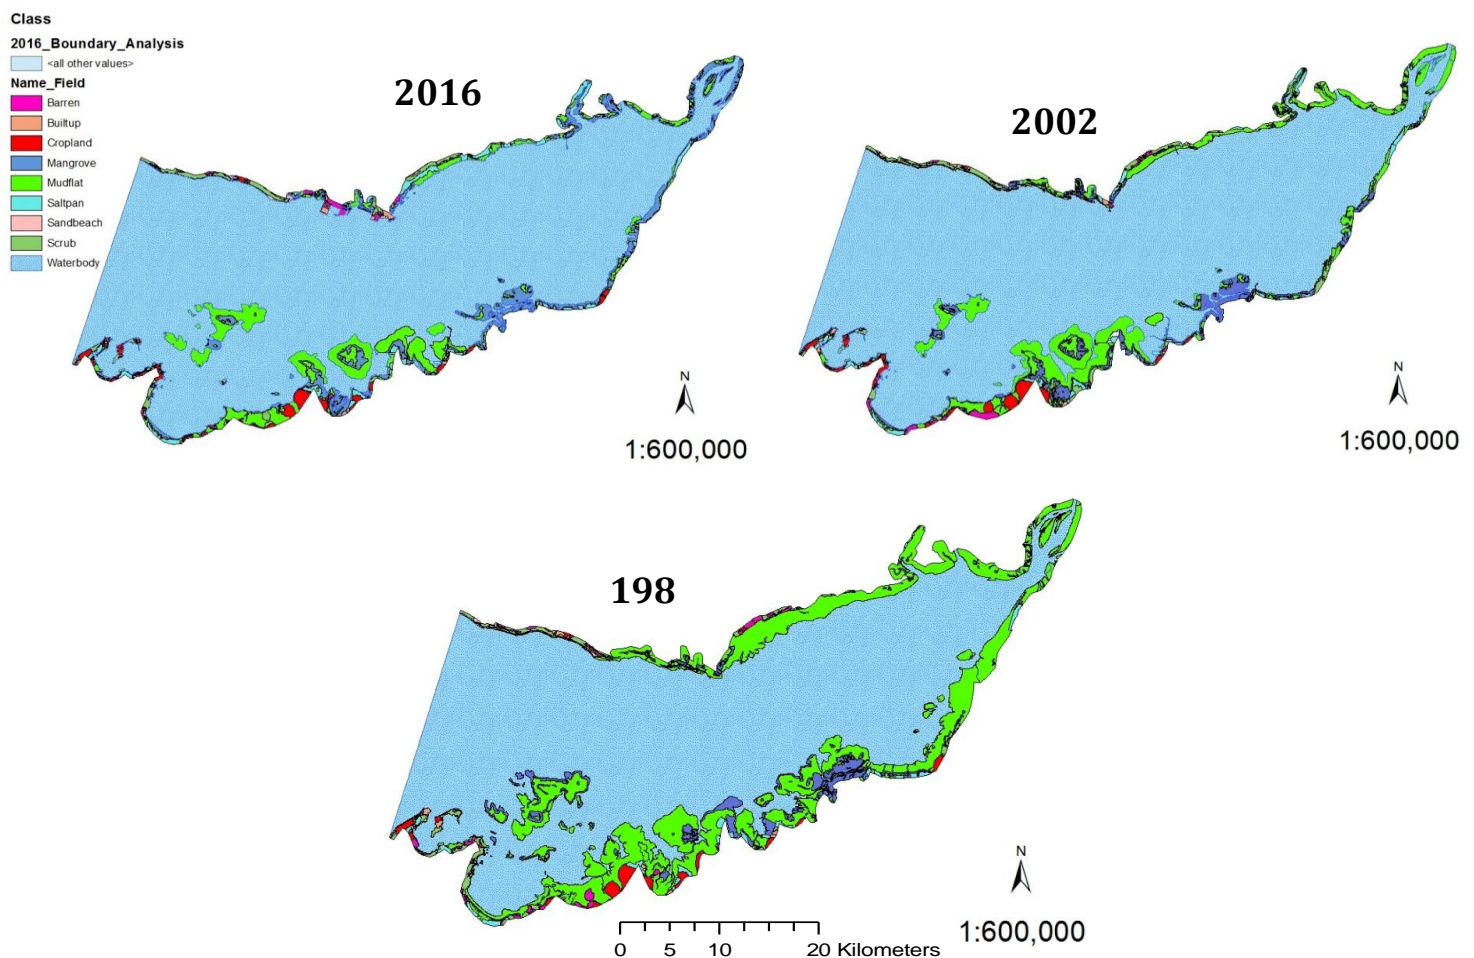 Class
2016_Boundary_Analysis
<all other values>
Name_Field
Barren
Builtup
Cropland
Mangrove
Mudflat
Saltpan
Sandbeach
Scrub
Waterbody
2016
N
1:600,000
2002
N
1:600,000
198
N
1:600,000
0 5 10 20 Kilometers